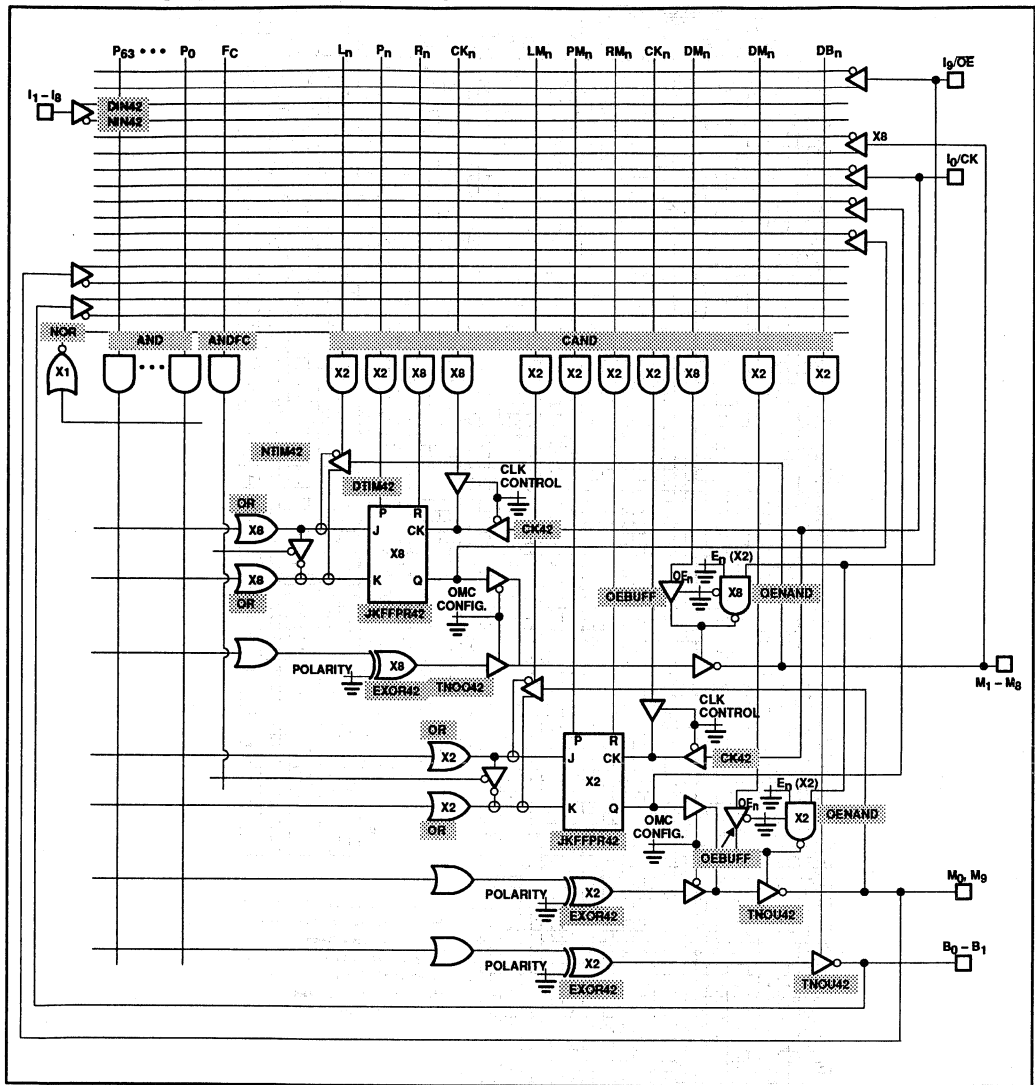 P63 ••• P0 FC Ln Pn Rn CKn LMn PMn RMn CKn DMn DMn DBn
I9/OE
I1 – I8
DIN42
NIN42
X8
I0/CK
NOR
AND
ANDFC
CAND
X1
•••
X2 X2 X8 X8 X2 X2 X2 X2 X8 X2 X2
NTIM42
CLK
CONTROL
DTIM42
OR
X8
P R
J CK
X8
K Q
CK42
X8
OR
En (X2)
OEn
OEBUFF
X8
OENAND
OMC
CONFIG.
JKFFPR42
POLARITY
X8
EXOR42
TNOO42
M1 – M8
CLK
CONTROL
OR
X2
P R
J CK
X2
K Q
CK42
X2
OR
En (X2)
OEn
X2
OENAND
OMC
CONFIG.
JKFFPR42
OEBUFF
POLARITY
X2
EXOR42
TNOU42
M0, M9
POLARITY
X2
EXOR42
TNOU42
B0 – B1